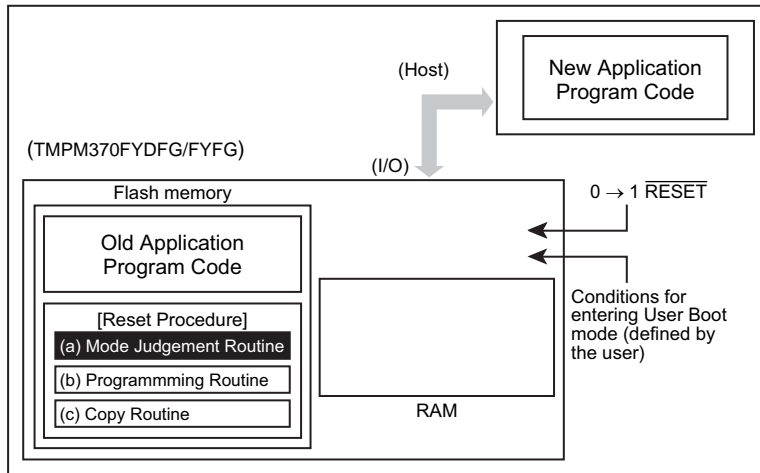 (Host)
New Application
Program Code
(TMPM370FYDFG/FYFG)
(I/O)
Flash memory
0 → 1 RESET
Old Application
Program Code
[Reset Procedure]
(a) Mode Judgement Routine
(b) Programmming Routine
(c) Copy Routine
RAM
Conditions for
entering User Boot
mode (defined by
the user)